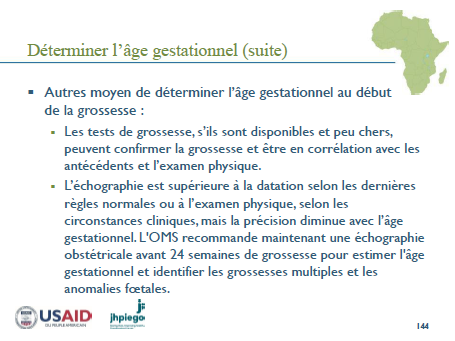 Déterminer l'âge gestationnel (suite)
▪ Autres moyen de déterminer l'âge gestationnel au début
de la grossesse :
▪ Les tests de grossesse, s'ils sont disponibles et peu chers,
peuvent confirmer la grossesse et être en corrélation avec les
antécédents et l'examen physique.
▪ L'échographie est supérieure à la datation selon les dernières
règles normales ou à l'examen physique, selon les
circonstances cliniques, mais la précision diminue avec l'âge
gestationnel. L'OMS recommande maintenant une échographie
obstétricale avant 24 semaines de grossesse pour estimer l'âge
gestationnel et identifier les grossesses multiples et les
anomalies fœtales.
USAID
jhpiego
144